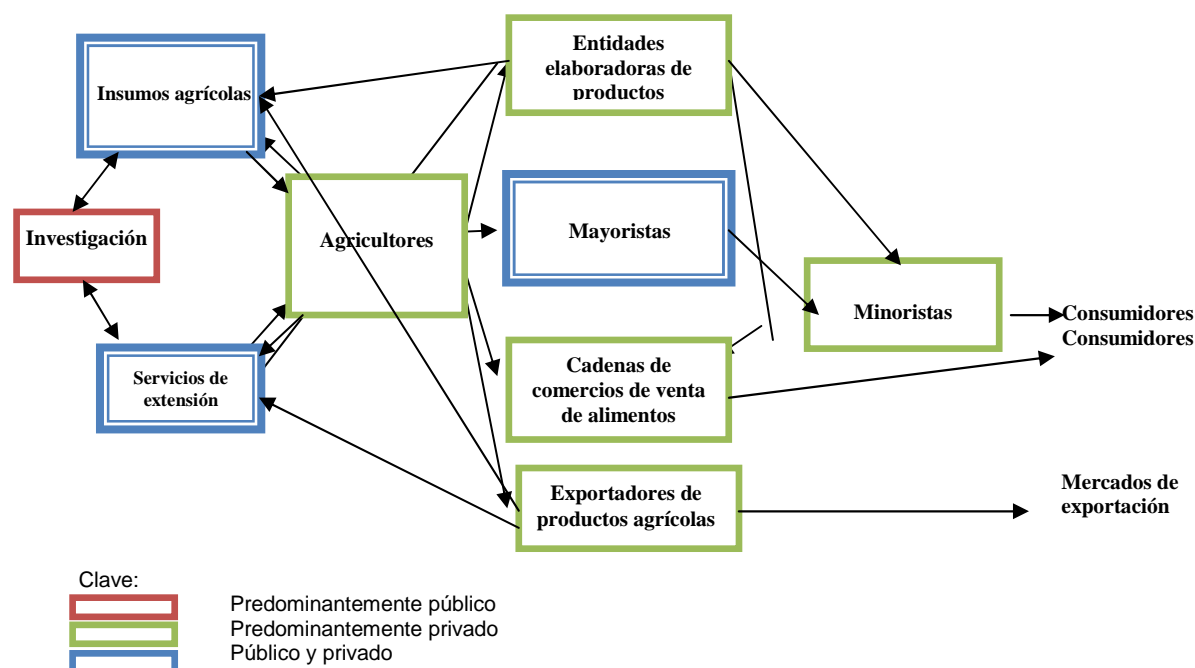 Entidades
elaboradoras de
productos
Insumos agrícolas
Investigación
Agricultores
Mayoristas
Minoristas
Consumidores
Consumidores
Servicios de
extensión
Cadenas de
comercios de venta
de alimentos
Exportadores de
productos agrícolas
Mercados de
exportación
Clave:
Predominantemente público
Predominantemente privado
Público y privado